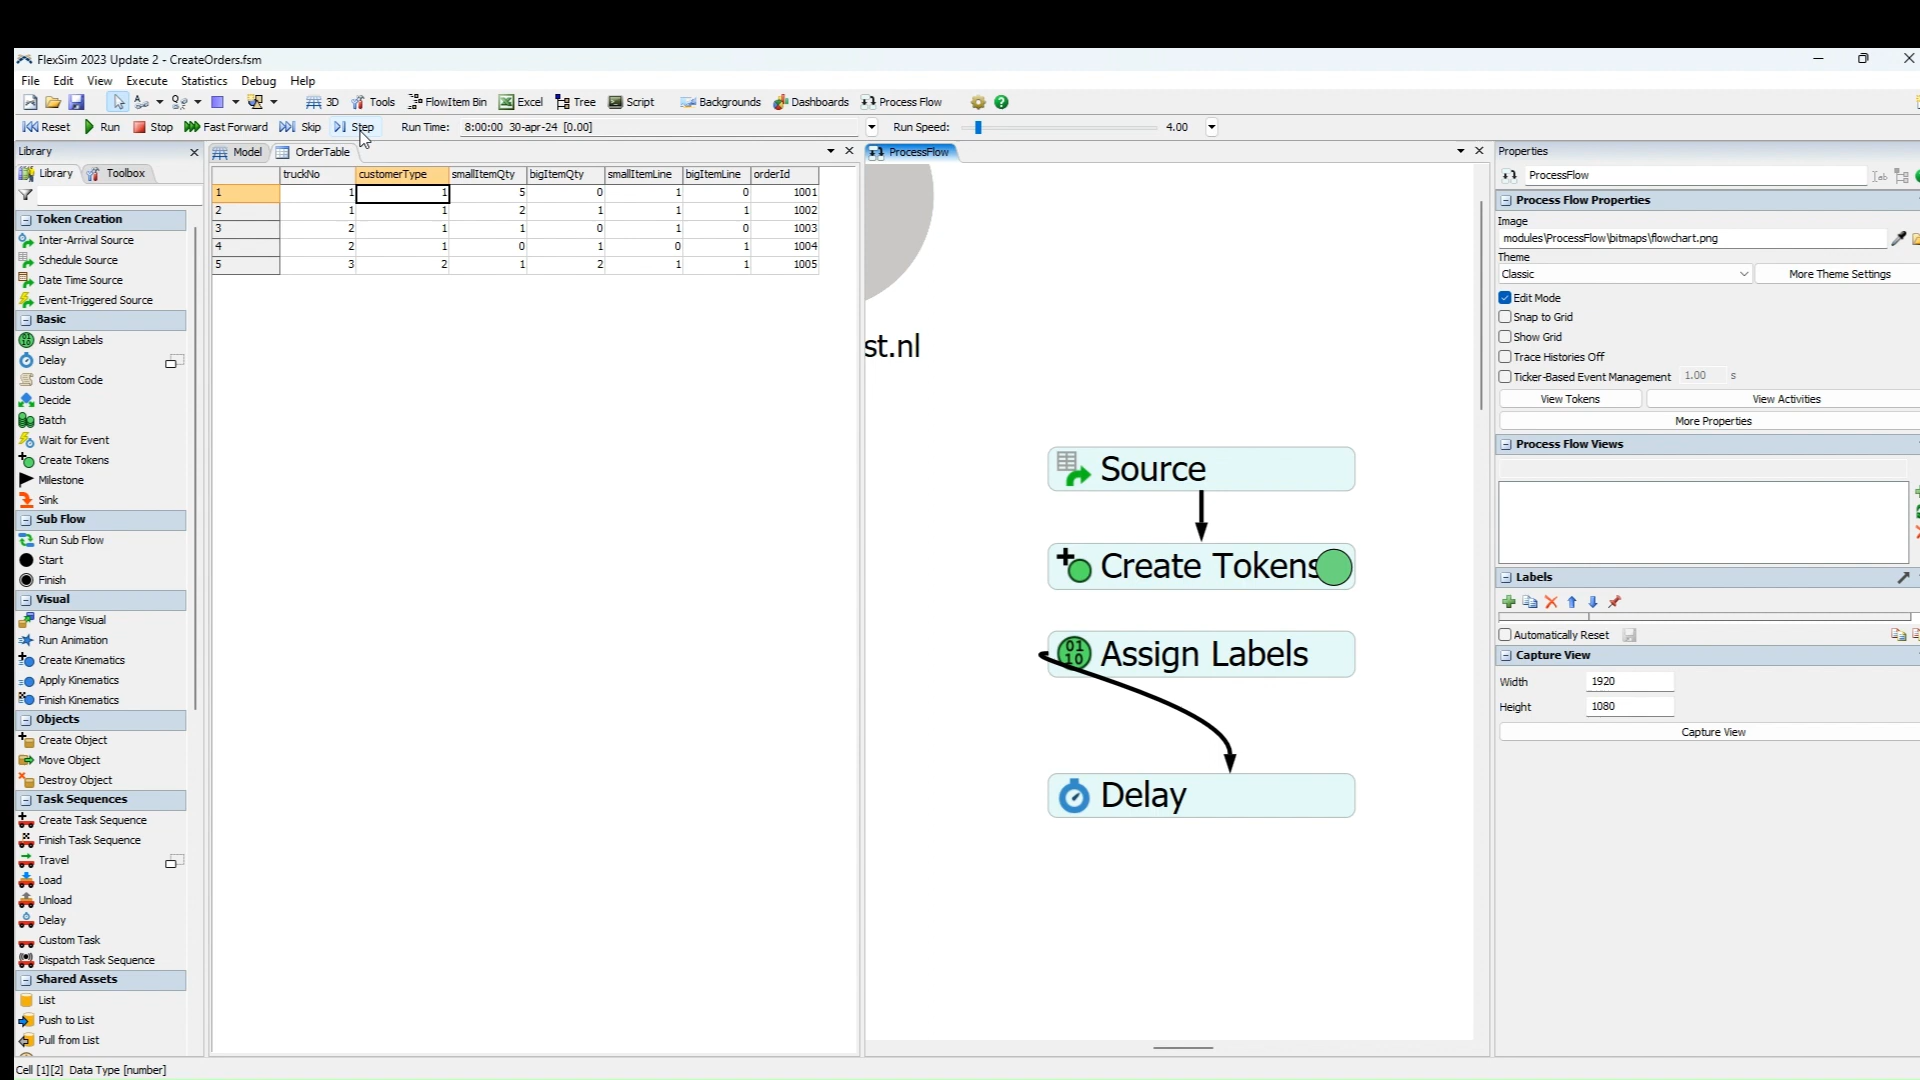 FlexSim 2023 Update 2 - CreateOrders.fsm
File Edit View Execute Statistics Debug Help
3D Tools FlowItem Bin Excel Tree Script Backgrounds Dashboards Process Flow
Reset Run Stop Fast Forward Skip Step Run Time: 8:00:00 30-apr-24 [0.00] Run Speed: 4.00
Library
Library Toolbox
Token Creation
Inter-Arrival Source
Schedule Source
Date Time Source
Event-Triggered Source
Basic
Assign Labels
Delay
Custom Code
Decide
Batch
Wait for Event
Create Tokens
Milestone
Sink
Sub Flow
Run Sub Flow
Start
Finish
Visual
Change Visual
Run Animation
Create Kinematics
Apply Kinematics
Finish Kinematics
Objects
Create Object
Move Object
Destroy Object
Task Sequences
Create Task Sequence
Finish Task Sequence
Travel
Load
Unload
Delay
Custom Task
Dispatch Task Sequence
Shared Assets
List
Push to List
Pull from List
Model OrderTable
truckNo customerType smallItemQty bigItemQty smallItemLine bigItemLine orderId
1 1 1 5 0 1 0 1001
2 1 1 2 1 1 1 1002
3 2 1 1 0 1 0 1003
4 2 1 0 1 0 1 1004
5 3 2 1 2 1 1 1005
ProcessFlow
st.nl
Source
Create Tokens
01
10
Assign Labels
Delay
Properties
ProcessFlow
Process Flow Properties
Image
modules\ProcessFlow\bitmaps\flowchart.png
Theme
Classic More Theme Settings
Edit Mode
Snap to Grid
Show Grid
Trace Histories Off
Ticker-Based Event Management 1.00 s
View Tokens View Activities
More Properties
Process Flow Views
Labels
Automatically Reset
Capture View
Width 1920
Height 1080
Capture View
Cell [1][2] Data Type [number]